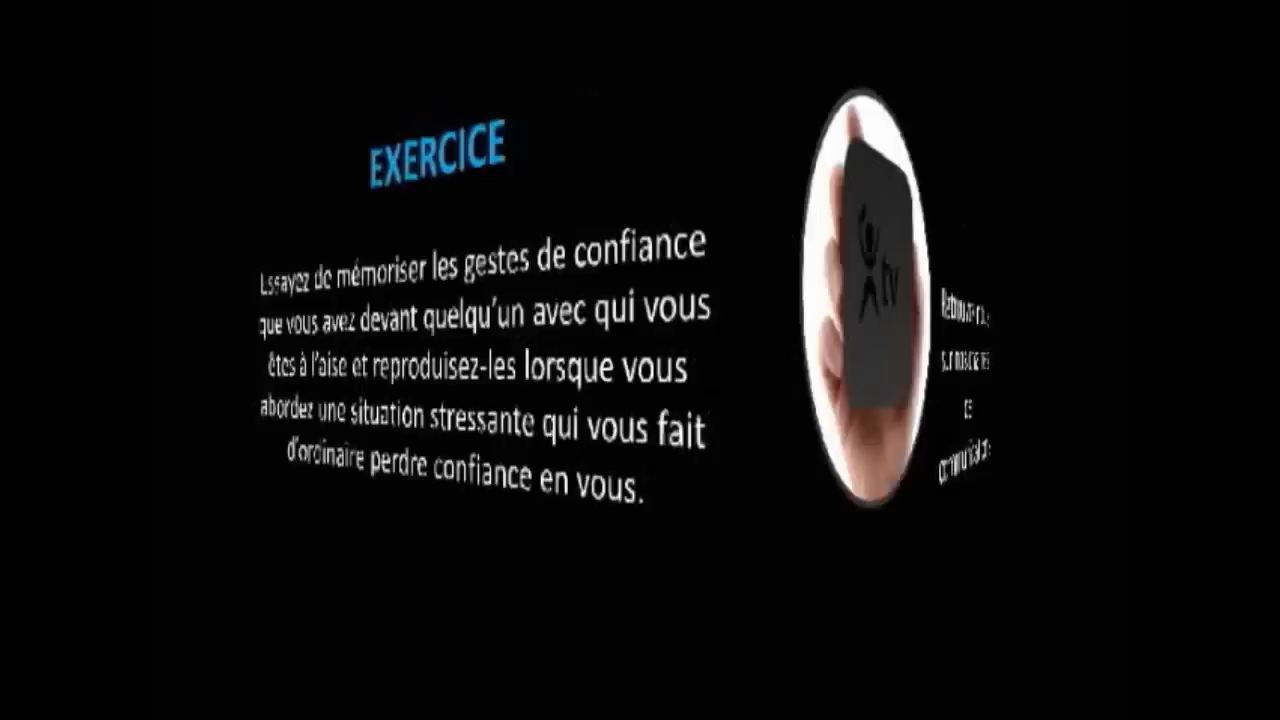 EXERCICE
Essayez de mémoriser les gestes de confiance
que vous avez devant quelqu'un avec qui vous
êtes à l'aise et reproduisez-les lorsque vous
abordez une situation stressante qui vous fait
d'ordinaire perdre confiance en vous.
tv